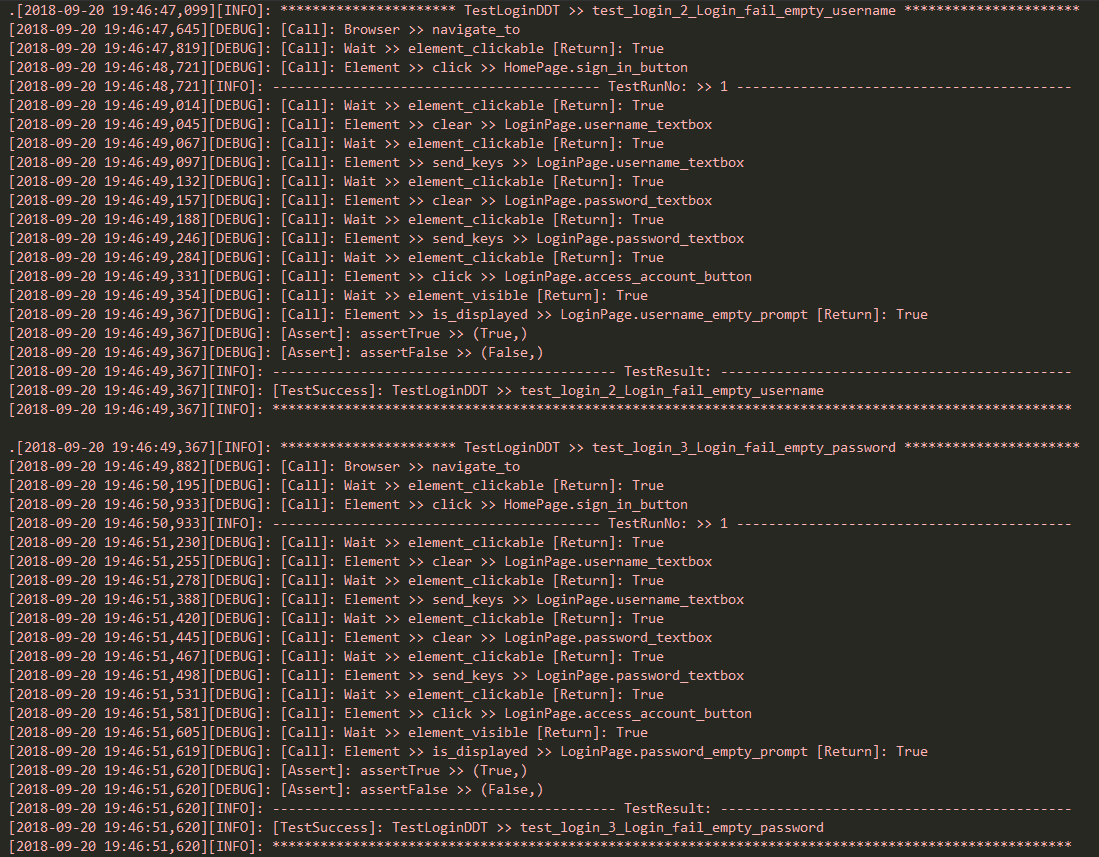 .[2018-09-20 19:46:47,099][INFO]: ********************** TestLoginDDT >> test_login_2_Login_fail_empty_username **********************
[2018-09-20 19:46:47,645][DEBUG]: [Call]: Browser >> navigate_to
[2018-09-20 19:46:47,819][DEBUG]: [Call]: Wait >> element_clickable [Return]: True
[2018-09-20 19:46:48,721][DEBUG]: [Call]: Element >> click >> HomePage.sign_in_button
[2018-09-20 19:46:48,721][INFO]: ----------------------------------------- TestRunNo: >> 1 ------------------------------------------
[2018-09-20 19:46:49,014][DEBUG]: [Call]: Wait >> element_clickable [Return]: True
[2018-09-20 19:46:49,045][DEBUG]: [Call]: Element >> clear >> LoginPage.username_textbox
[2018-09-20 19:46:49,067][DEBUG]: [Call]: Wait >> element_clickable [Return]: True
[2018-09-20 19:46:49,097][DEBUG]: [Call]: Element >> send_keys >> LoginPage.username_textbox
[2018-09-20 19:46:49,132][DEBUG]: [Call]: Wait >> element_clickable [Return]: True
[2018-09-20 19:46:49,157][DEBUG]: [Call]: Element >> clear >> LoginPage.password_textbox
[2018-09-20 19:46:49,188][DEBUG]: [Call]: Wait >> element_clickable [Return]: True
[2018-09-20 19:46:49,246][DEBUG]: [Call]: Element >> send_keys >> LoginPage.password_textbox
[2018-09-20 19:46:49,284][DEBUG]: [Call]: Wait >> element_clickable [Return]: True
[2018-09-20 19:46:49,331][DEBUG]: [Call]: Element >> click >> LoginPage.access_account_button
[2018-09-20 19:46:49,354][DEBUG]: [Call]: Wait >> element_visible [Return]: True
[2018-09-20 19:46:49,367][DEBUG]: [Call]: Element >> is_displayed >> LoginPage.username_empty_prompt [Return]: True
[2018-09-20 19:46:49,367][DEBUG]: [Assert]: assertTrue >> (True,)
[2018-09-20 19:46:49,367][DEBUG]: [Assert]: assertFalse >> (False,)
[2018-09-20 19:46:49,367][INFO]: ------------------------------------------- TestResult: --------------------------------------------
[2018-09-20 19:46:49,367][INFO]: [TestSuccess]: TestLoginDDT >> test_login_2_Login_fail_empty_username
[2018-09-20 19:46:49,367][INFO]: ****************************************************************************************************
.[2018-09-20 19:46:49,367][INFO]: ********************** TestLoginDDT >> test_login_3_Login_fail_empty_password **********************
[2018-09-20 19:46:49,882][DEBUG]: [Call]: Browser >> navigate_to
[2018-09-20 19:46:50,195][DEBUG]: [Call]: Wait >> element_clickable [Return]: True
[2018-09-20 19:46:50,933][DEBUG]: [Call]: Element >> click >> HomePage.sign_in_button
[2018-09-20 19:46:50,933][INFO]: ----------------------------------------- TestRunNo: >> 1 ------------------------------------------
[2018-09-20 19:46:51,230][DEBUG]: [Call]: Wait >> element_clickable [Return]: True
[2018-09-20 19:46:51,255][DEBUG]: [Call]: Element >> clear >> LoginPage.username_textbox
[2018-09-20 19:46:51,278][DEBUG]: [Call]: Wait >> element_clickable [Return]: True
[2018-09-20 19:46:51,388][DEBUG]: [Call]: Element >> send_keys >> LoginPage.username_textbox
[2018-09-20 19:46:51,420][DEBUG]: [Call]: Wait >> element_clickable [Return]: True
[2018-09-20 19:46:51,445][DEBUG]: [Call]: Element >> clear >> LoginPage.password_textbox
[2018-09-20 19:46:51,467][DEBUG]: [Call]: Wait >> element_clickable [Return]: True
[2018-09-20 19:46:51,498][DEBUG]: [Call]: Element >> send_keys >> LoginPage.password_textbox
[2018-09-20 19:46:51,531][DEBUG]: [Call]: Wait >> element_clickable [Return]: True
[2018-09-20 19:46:51,581][DEBUG]: [Call]: Element >> click >> LoginPage.access_account_button
[2018-09-20 19:46:51,605][DEBUG]: [Call]: Wait >> element_visible [Return]: True
[2018-09-20 19:46:51,619][DEBUG]: [Call]: Element >> is_displayed >> LoginPage.password_empty_prompt [Return]: True
[2018-09-20 19:46:51,620][DEBUG]: [Assert]: assertTrue >> (True,)
[2018-09-20 19:46:51,620][DEBUG]: [Assert]: assertFalse >> (False,)
[2018-09-20 19:46:51,620][INFO]: ------------------------------------------- TestResult: --------------------------------------------
[2018-09-20 19:46:51,620][INFO]: [TestSuccess]: TestLoginDDT >> test_login_3_Login_fail_empty_password
[2018-09-20 19:46:51,620][INFO]: ****************************************************************************************************